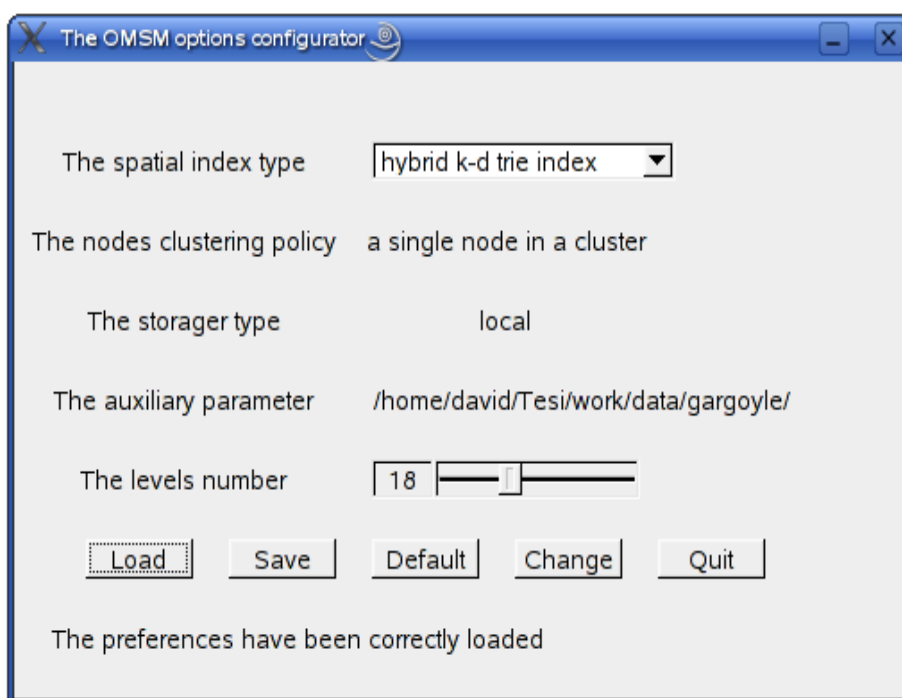 The OMSM options configurator
The spatial index type hybrid k-d trie index
The nodes clustering policy a single node in a cluster
The storager type local
The auxiliary parameter /home/david/Tesi/work/data/gargoyle/
The levels number 18
Load Save Default Change Quit
The preferences have been correctly loaded